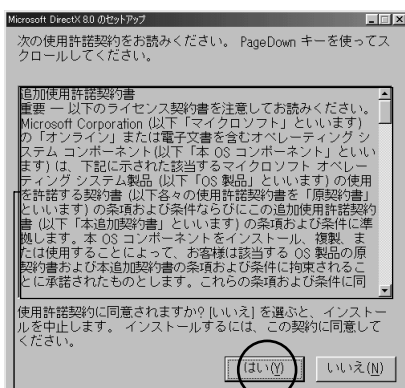 Microsoft DirectX 8.0 のセットアップ
次の使用許諾契約をお読みください。 PageDown キーを使ってス
クロールしてください。
追加使用許諾契約書
重要 ― 以下のライセンス契約書を注意してお読みください。
Microsoft Corporation (以下「マイクロソフト」といいます)
の「オンライン」または電子文書を含むオペレーティング シ
ステム コンポーネント (以下「本 OS コンポーネント」といい
ます) は、下記に示された該当するマイクロソフト オペレー
ティング システム製品 (以下「OS 製品」といいます) の使用
を許諾する契約書 (以下各々の使用許諾契約書を「原契約書」
といいます) の条項および条件ならびにこの追加使用許諾契約
書 (以下「本追加契約書」といいます) の条項および条件に準
拠します。本 OS コンポーネントをインストール、複製、ま
たは使用することによって、お客様は該当する OS 製品の原
契約書および本追加契約書の条項および条件に拘束されるこ
とに承諾されたものとします。これらの条項および条件に同
使用許諾契約に同意されますか? [いいえ] を選ぶと、インストー
ルを中止します。 インストールするには、この契約に同意して
ください。
はい(Y)
いいえ(N)